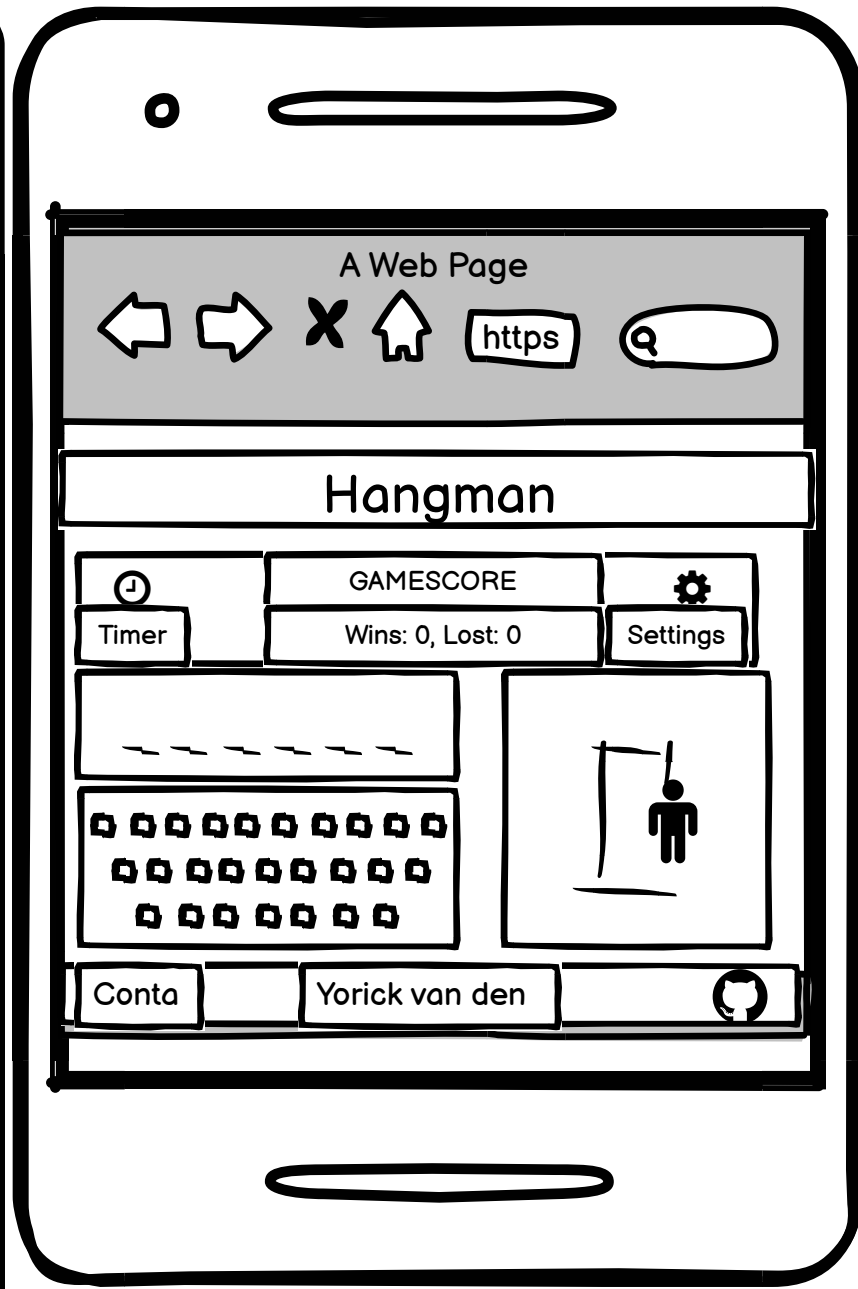 A Web Page
https
Hangman
GAMESCORE
Timer
Wins: 0, Lost: 0
Settings
Conta
Yorick van den